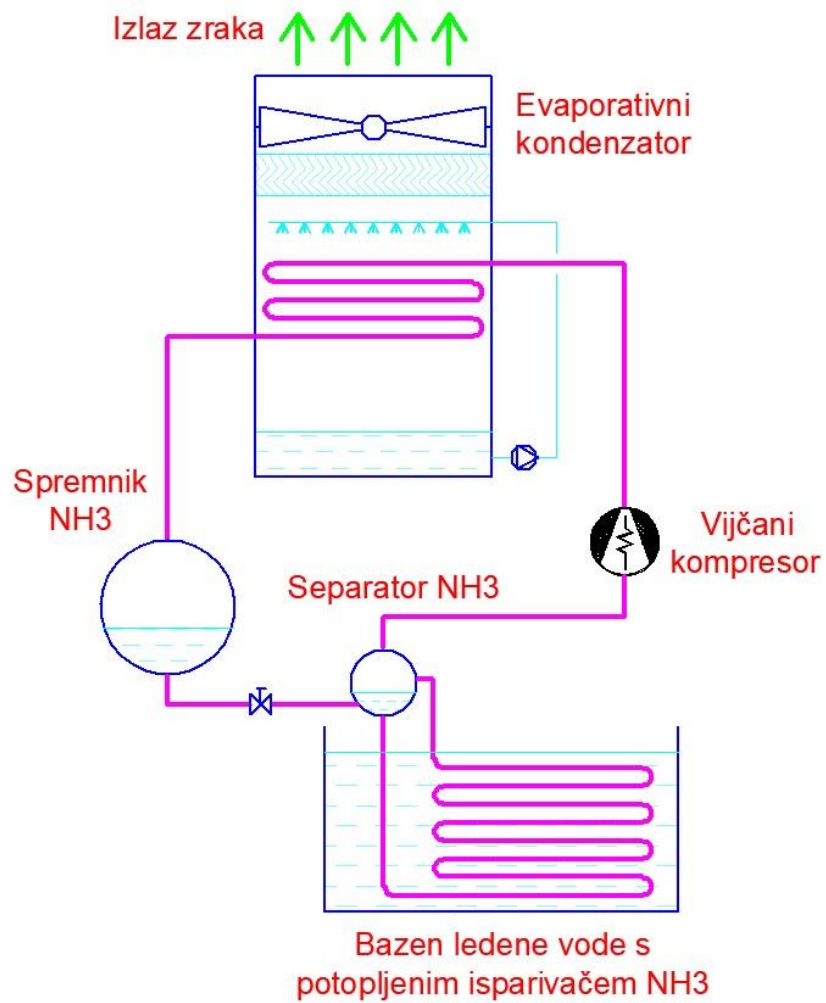 Izlaz zraka
Evaporativni
kondenzator
Spremnik
NH3
Vijčani
kompresor
Separator NH3
Bazen ledene vode s
potopljenim isparivačem NH3